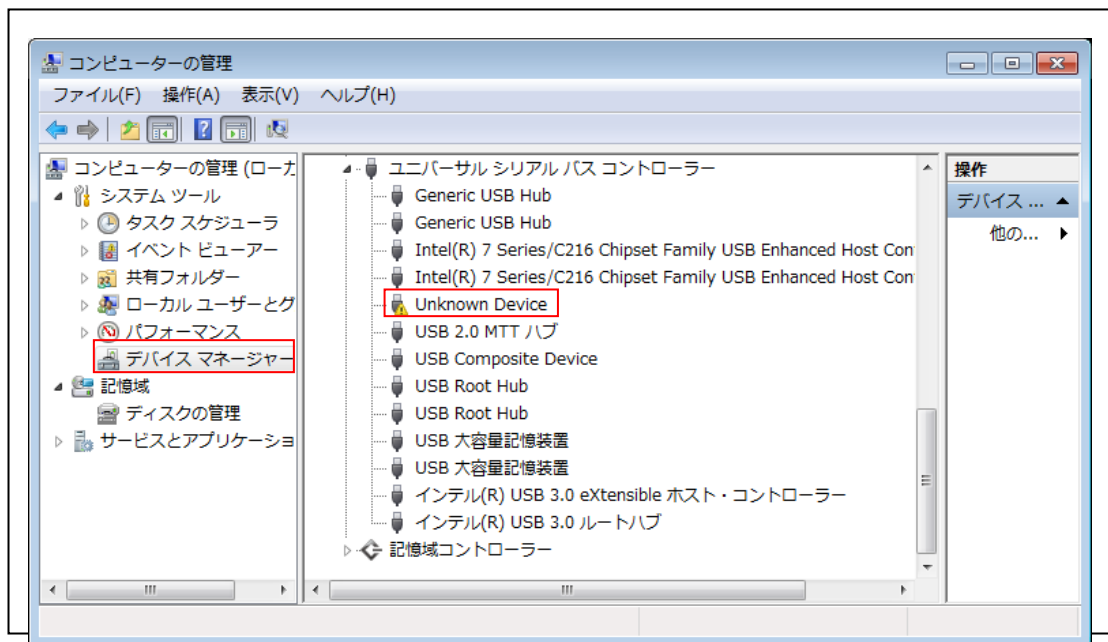 コンピューターの管理
ファイル(F) 操作(A) 表示(V) ヘルプ(H)
コンピューターの管理 (ローカ
システム ツール
タスク スケジューラ
イベント ビューアー
共有フォルダー
ローカル ユーザーとグ
パフォーマンス
デバイス マネージャー
記憶域
ディスクの管理
サービスとアプリケーショ
ユニバーサル シリアル バス コントローラー
Generic USB Hub
Generic USB Hub
Intel(R) 7 Series/C216 Chipset Family USB Enhanced Host Con
Intel(R) 7 Series/C216 Chipset Family USB Enhanced Host Con
Unknown Device
USB 2.0 MTT ハブ
USB Composite Device
USB Root Hub
USB Root Hub
USB 大容量記憶装置
USB 大容量記憶装置
インテル(R) USB 3.0 eXtensible ホスト・コントローラー
インテル(R) USB 3.0 ルートハブ
記憶域コントローラー
操作
デバイス ...
他の...